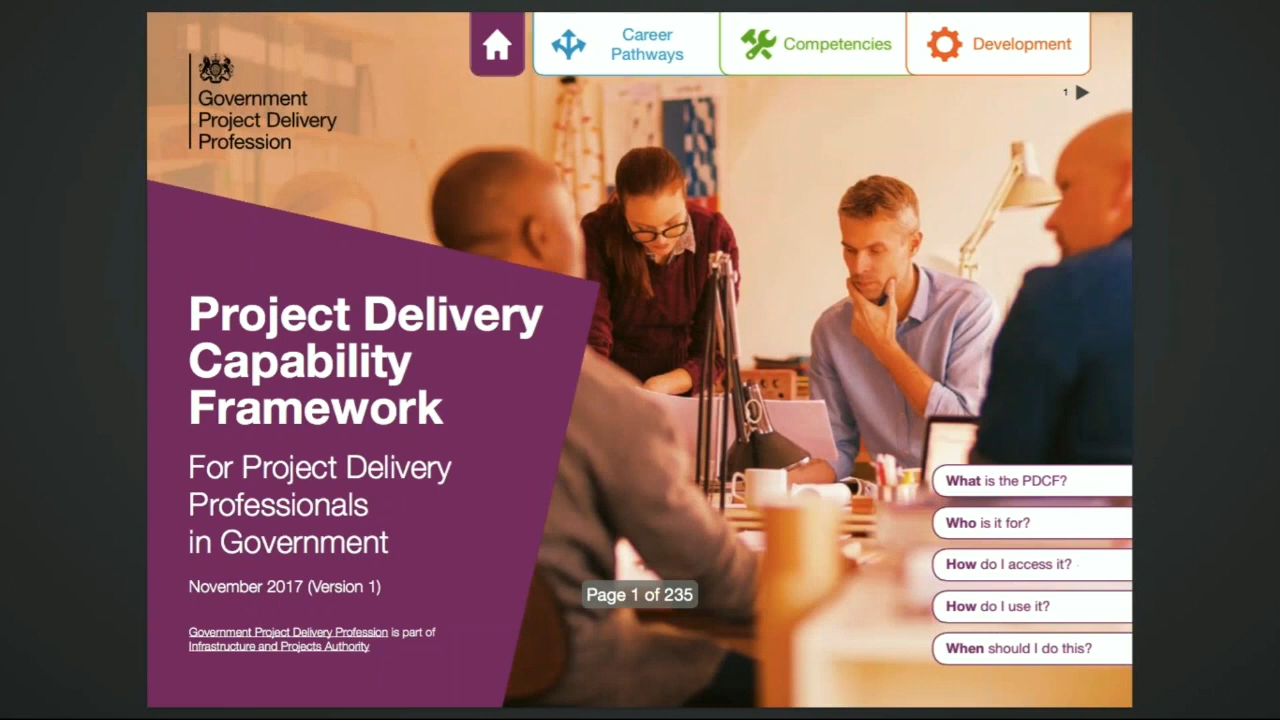 Career
Pathways
Competencies
Development
1
Government
Project Delivery
Profession
Project Delivery
Capability
Framework
For Project Delivery
Professionals
in Government
November 2017 (Version 1)
Government Project Delivery Profession is part of
Infrastructure and Projects Authority
What is the PDCF?
Who is it for?
How do I access it?
How do I use it?
When should I do this?
Page 1 of 235